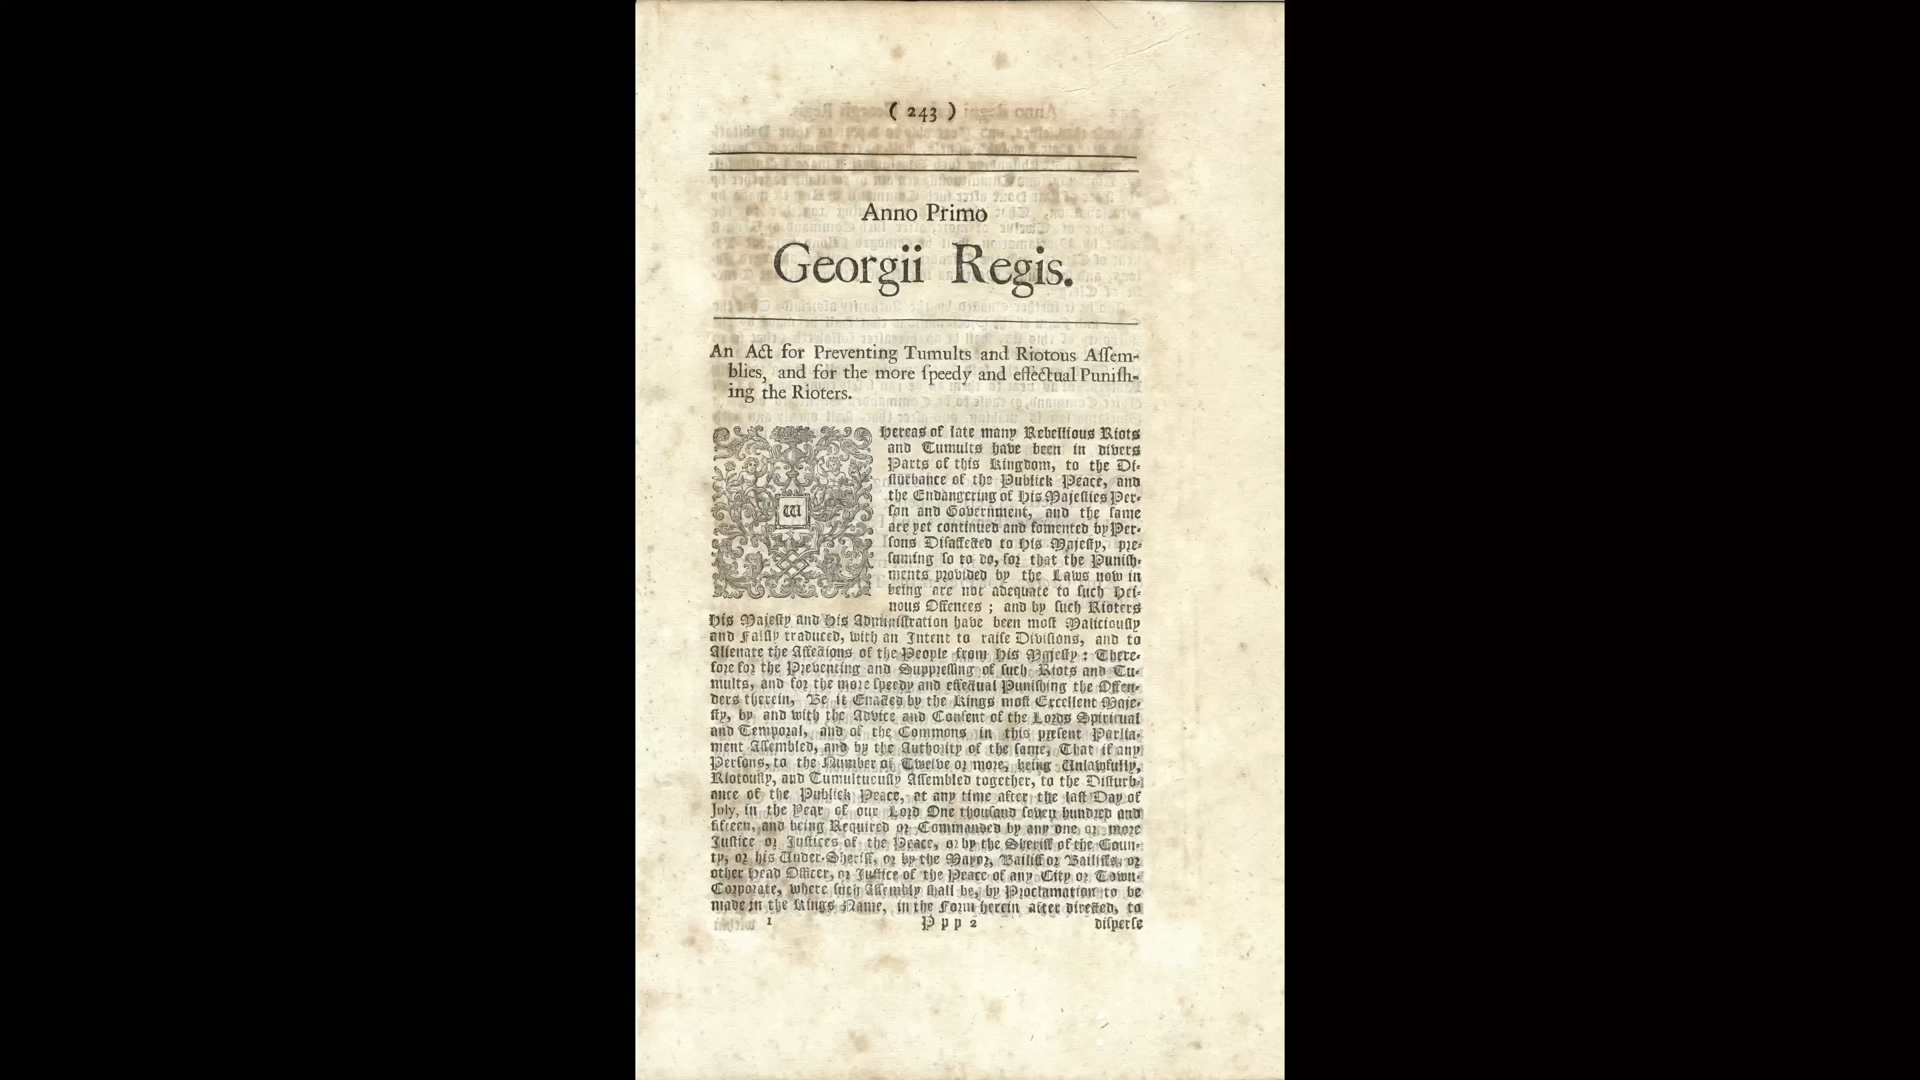 ( 243 )
Anno Primo
Georgii Regis.
An Act for Preventing Tumults and Riotous Aſſem-
blies, and for the more ſpeedy and effectual Puniſh-
ing the Rioters.
Whereas of late many Rebellious Riots
and Tumults have been in divers
Parts of this Kingdom, to the Di-
ſturbance of the Publick Peace, and
the Endangering of His Majeſties Per-
ſon and Government, and the ſame
are yet continued and fomented by Per-
ſons Diſaffected to His Majeſty, pre-
ſuming ſo to do, for that the Puniſh-
ments provided by the Laws now in
being are not adequate to ſuch Hei-
nous Offences ; and by ſuch Rioters
His Majeſty and His Adminiſtration have been moſt Maliciouſly
and Falſly traduced, with an Intent to raiſe Diviſions, and to
Alienate the Affections of the People from His Majeſty : There-
fore for the Preventing and Suppreſſing of ſuch Riots and Tu-
mults, and for the more ſpeedy and effectual Puniſhing the Offen-
ders therein, Be it Enacted by the Kings moſt Excellent Maje-
ſty, by and with the Advice and Conſent of the Lords Spiritual
and Temporal, and of the Commons in this preſent Parlia-
ment Aſſembled, and by the Authority of the ſame, That if any
Perſons, to the Number of Twelve or more, being Unlawfully,
Riotouſly, and Tumultuouſly Aſſembled together, to the Diſturb-
ance of the Publick Peace, at any time after the laſt Day of
July, in the Year of our Lord One thouſand ſeven hundred and
fifteen, and being Required or Commanded by any one or more
Juſtice or Juſtices of the Peace, or by the Sheriff of the Coun-
ty, or his Under-Sheriff, or by the Mayor, Bailiff or Bailiffs, or
other Head Officer, or Juſtice of the Peace of any City or Town-
Corporate, where ſuch Aſſembly ſhall be, by Proclamation to be
made in the Kings Name, in the Form herein after directed, to
1 P p p 2 diſperſe